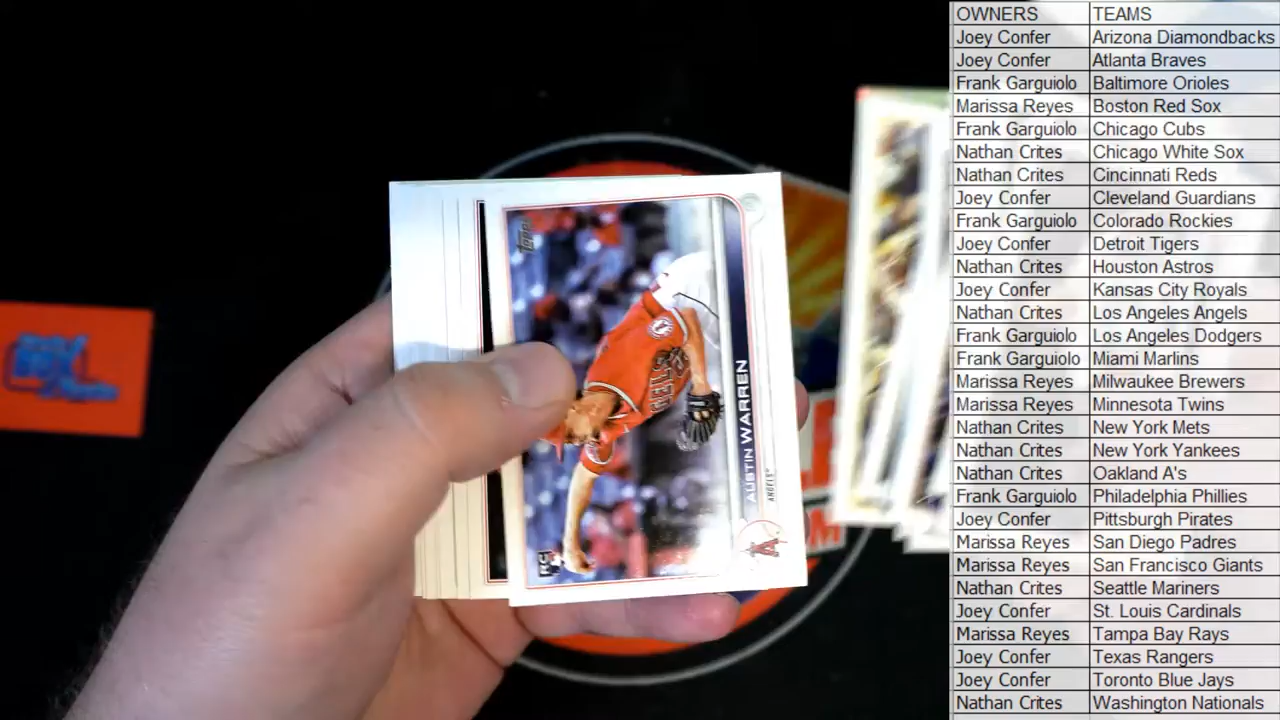 OWNERS TEAMS
Joey Confer Arizona Diamondbacks
Joey Confer Atlanta Braves
Frank Garguiolo Baltimore Orioles
Marissa Reyes Boston Red Sox
Frank Garguiolo Chicago Cubs
Nathan Crites Chicago White Sox
Nathan Crites Cincinnati Reds
Joey Confer Cleveland Guardians
Frank Garguiolo Colorado Rockies
Joey Confer Detroit Tigers
Nathan Crites Houston Astros
Joey Confer Kansas City Royals
Nathan Crites Los Angeles Angels
Frank Garguiolo Los Angeles Dodgers
Frank Garguiolo Miami Marlins
Marissa Reyes Milwaukee Brewers
Marissa Reyes Minnesota Twins
Nathan Crites New York Mets
Nathan Crites New York Yankees
Nathan Crites Oakland A's
Frank Garguiolo Philadelphia Phillies
Joey Confer Pittsburgh Pirates
Marissa Reyes San Diego Padres
Marissa Reyes San Francisco Giants
Nathan Crites Seattle Mariners
Joey Confer St. Louis Cardinals
Marissa Reyes Tampa Bay Rays
Joey Confer Texas Rangers
Joey Confer Toronto Blue Jays
Nathan Crites Washington Nationals
Topps
AUSTIN WARREN
ANGELS
A
RC